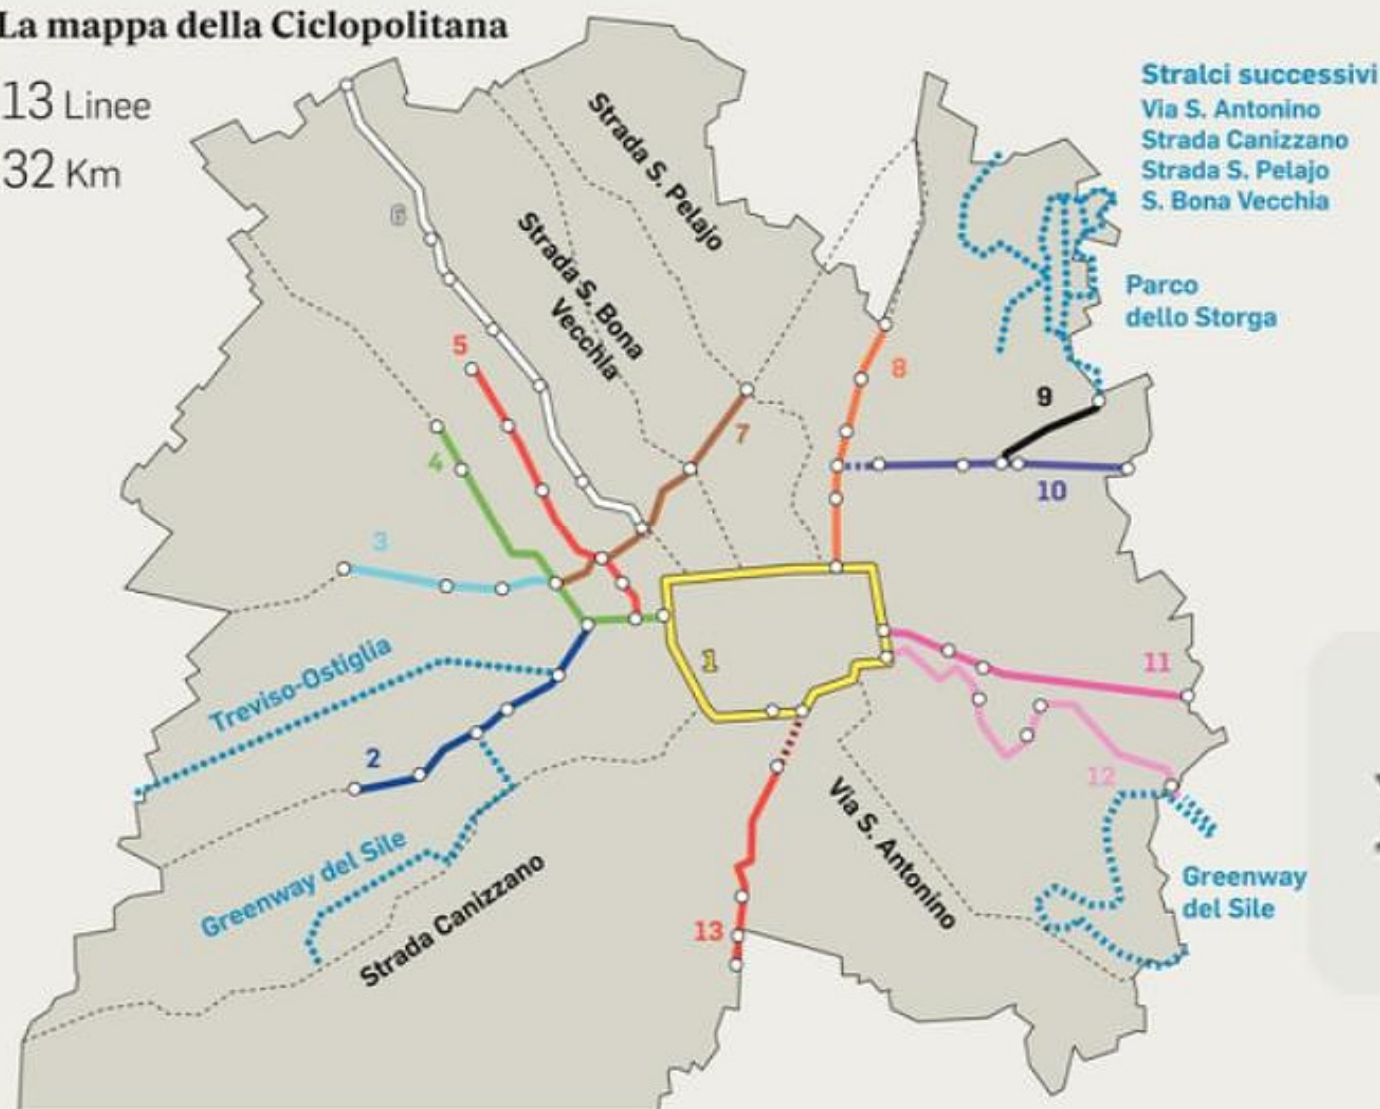 La mappa della Ciclopolitana
13 Linee
32 Km
Stralci successivi
Via S. Antonino
Strada Canizzano
Strada S. Pelajo
S. Bona Vecchia
Strada S. Pelajo
Strada S. Bona
Vecchia
Parco
dello Storga
6
5
8
9
7
4
10
3
1
11
Treviso-Ostiglia
2
12
Via S. Antonino
Greenway del Sile
Strada Canizzano
Greenway
del Sile
13